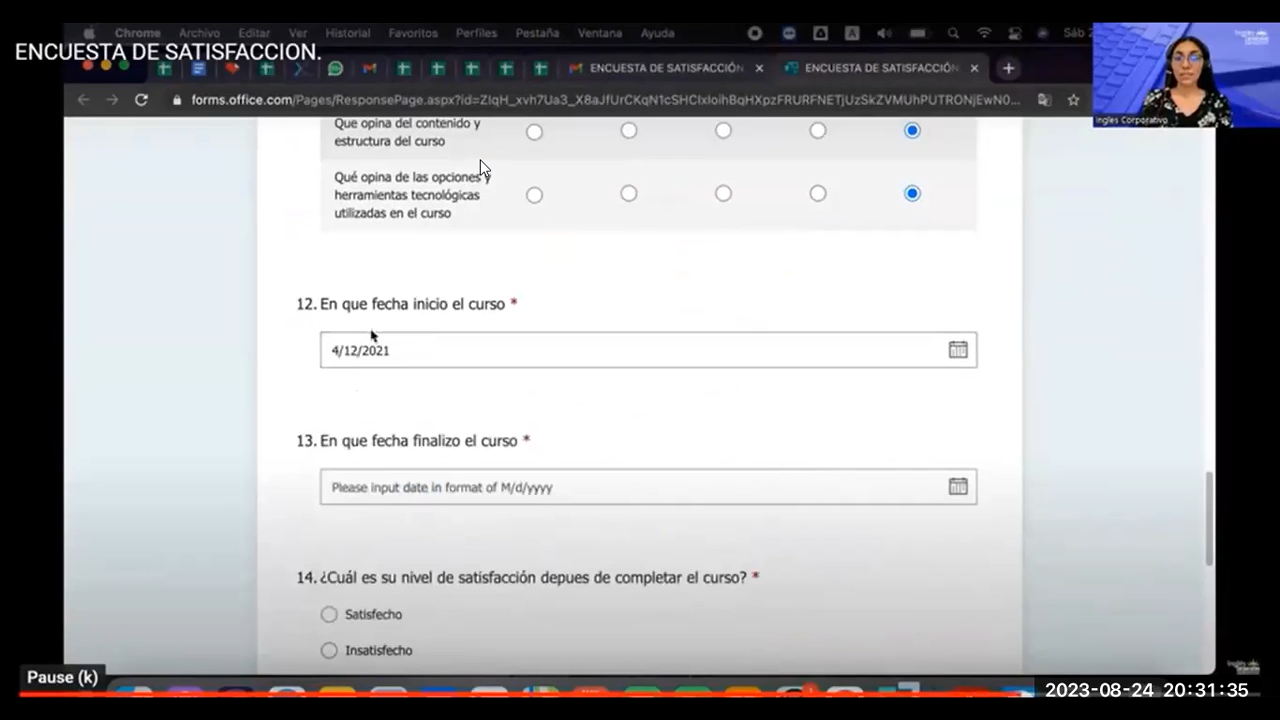 Chrome Archivo Editar Ver Historial Favoritos Perfiles Pestaña Ventana Ayuda Sáb
ENCUESTA DE SATISFACCION.
ENCUESTA DE SATISFACCIÓN ENCUESTA DE SATISFACCIÓN
forms.office.com/Pages/ResponsePage.aspx?
Ingles Corporativo
Que opina del contenido y
estructura del curso
Qué opina de las opciones y
herramientas tecnológicas
utilizadas en el curso
12. En que fecha inicio el curso *
4/12/2021
13. En que fecha finalizo el curso *
Please input date in format of M/d/yyyy
14. ¿Cuál es su nivel de satisfacción depues de completar el curso? *
Satisfecho
Insatisfecho
Pause (k)
2023-08-24 20:31:35